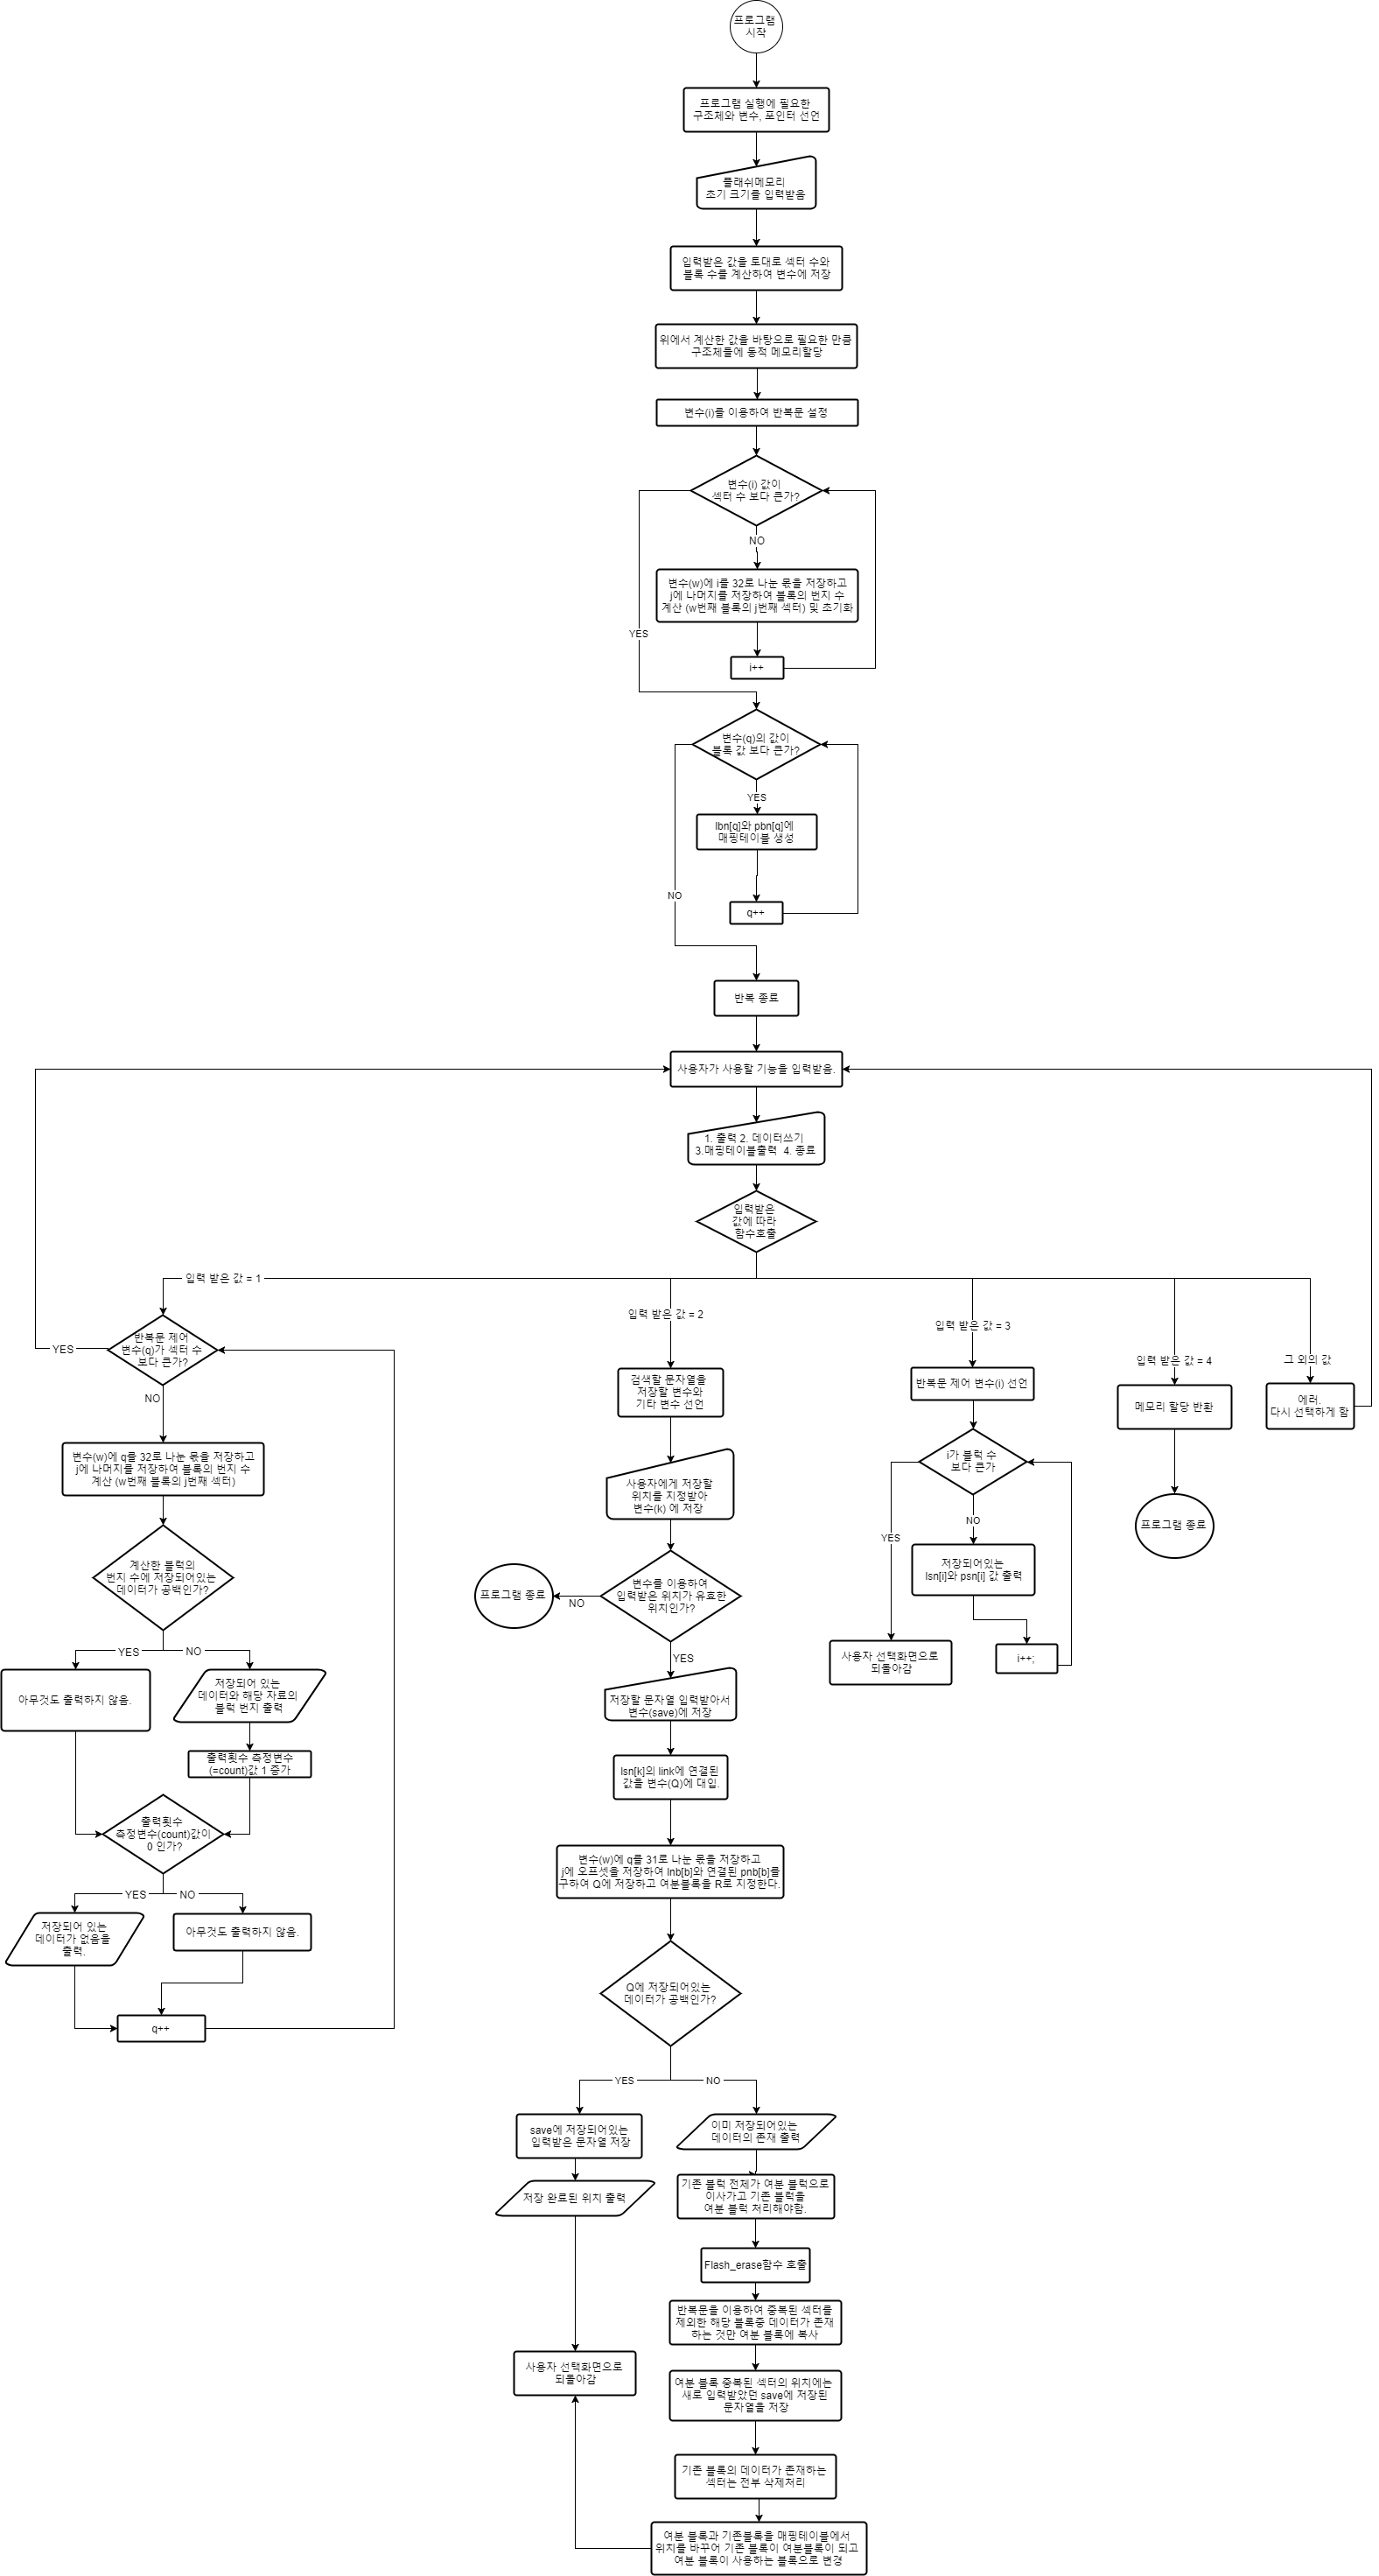 프로그램
시작
프로그램 실행에 필요한
구조체와 변수, 포인터 선언
플래쉬메모리
초기 크기를 입력받음
입력받은 값을 토대로 섹터 수와
블록 수를 계산하여 변수에 저장
위에서 계산한 값을 바탕으로 필요한 만큼
구조체들에 동적 메모리할당
변수(i)를 이용하여 반복문 설정
변수(i) 값이
섹터 수 보다 큰가?
NO
변수(w)에 i를 32로 나눈 몫을 저장하고
j에 나머지를 저장하여 블록의 번지 수
계산 (w번째 블록의 j번째 섹터) 및 초기화
YES
i++
변수(q)의 값이
블록 값 보다 큰가?
YES
lbn[q]와 pbn[q]에
매핑테이블 생성
NO
q++
반복 종료
사용자가 사용할 기능을 입력받음.
1. 출력 2. 데이터쓰기
3.매핑테이블출력 4. 종료
입력받은
값에 따라
함수호출
입력 받은 값 = 1
반복문 제어
변수(q)가 섹터 수
보다 큰가?
YES
NO
변수(w)에 q를 32로 나눈 몫을 저장하고
j에 나머지를 저장하여 블록의 번지 수
계산 (w번째 블록의 j번째 섹터)
계산한 블럭의
번지 수에 저장되어있는
데이터가 공백인가?
YES
NO
아무것도 출력하지 않음.
저장되어 있는
데이터와 해당 자료의
블럭 번지 출력
출력횟수 측정변수
(=count)값 1 증가
출력횟수
측정변수(count)값이
0 인가?
YES
NO
저장되어 있는
데이터가 없음을
출력.
아무것도 출력하지 않음.
q++
입력 받은 값 = 2
검색할 문자열을
저장할 변수와
기타 변수 선언
사용자에게 저장할
위치를 지정받아
변수(k) 에 저장
변수를 이용하여
입력받은 위치가 유효한
위치인가?
NO
프로그램 종료
YES
저장할 문자열 입력받아서
변수(save)에 저장
lsn[k]의 link에 연결된
값을 변수(Q)에 대입.
변수(w)에 q를 31로 나눈 몫을 저장하고
j에 오프셋을 저장하여 lnb[b]와 연결된 pnb[b]를
구하여 Q에 저장하고 여분블록을 R로 지정한다.
Q에 저장되어있는
데이터가 공백인가?
YES
NO
save에 저장되어있는
입력받은 문자열 저장
저장 완료된 위치 출력
사용자 선택화면으로
되돌아감
이미 저장되어있는
데이터의 존재 출력
기존 블럭 전체가 여분 블럭으로
이사가고 기존 블럭을
여분 블럭 처리해야함.
Flash_erase함수 호출
반복문을 이용하여 중복된 섹터를
제외한 해당 블록중 데이터가 존재
하는 것만 여분 블록에 복사
여분 블록 중복된 섹터의 위치에는
새로 입력받았던 save에 저장된
문자열을 저장
기존 블록의 데이터가 존재하는
섹터는 전부 삭제처리
여분 블록과 기존블록을 매핑테이블에서
위치를 바꾸어 기존 블록이 여분블록이 되고
여분 블록이 사용하는 블록으로 변경
입력 받은 값 = 3
반복문 제어 변수(i) 선언
i가 블럭 수
보다 큰가
YES
NO
저장되어있는
lsn[i]와 psn[i] 값 출력
i++;
사용자 선택화면으로
되돌아감
입력 받은 값 = 4
메모리 할당 반환
프로그램 종료
그 외의 값
에러.
다시 선택하게 함